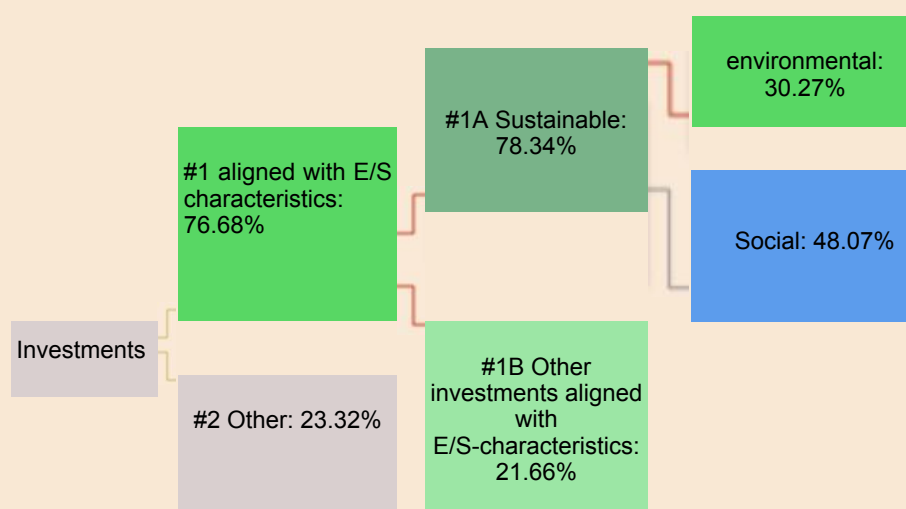 environmental:
30.27%
#1A Sustainable:
78.34%
#1 aligned with E/S
characteristics:
76.68%
Social: 48.07%
Investments
#2 Other: 23.32%
#1B Other
investments aligned
with
E/S-characteristics:
21.66%